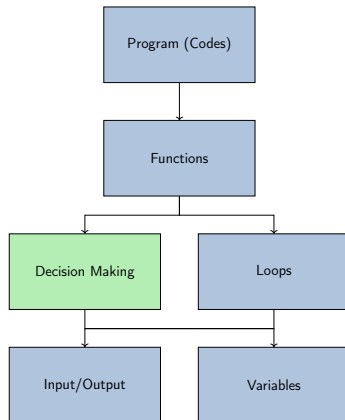 Program (Codes)
Functions
Decision Making
Loops
Input/Output
Variables